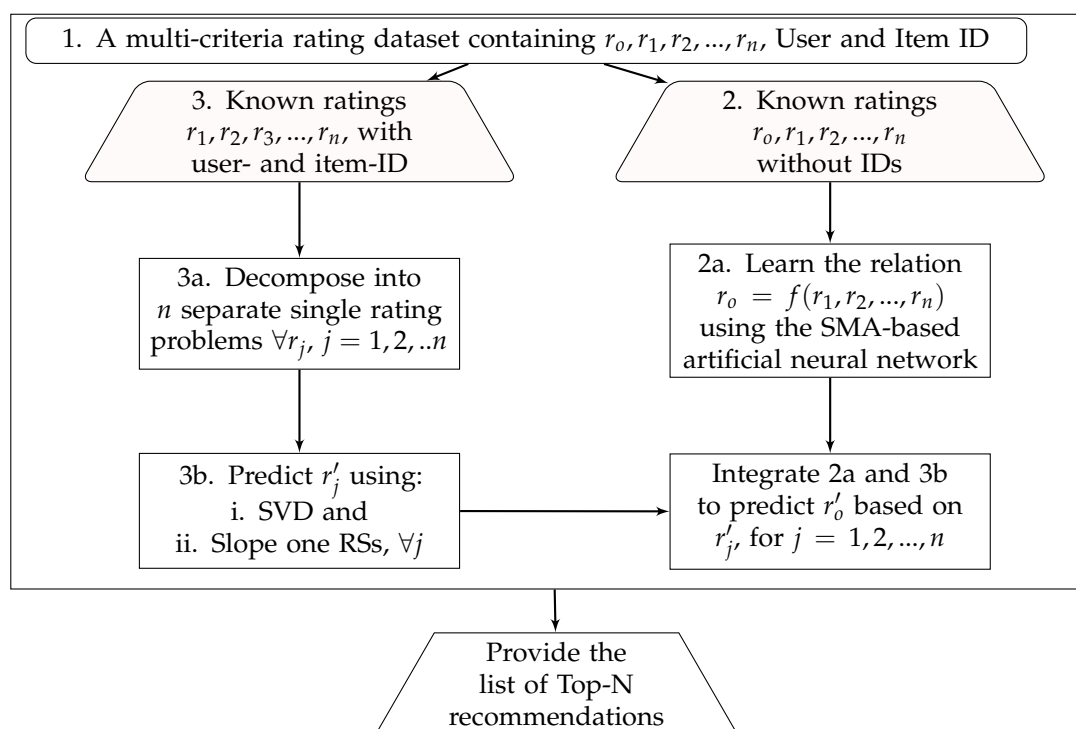 1. A multi-criteria rating dataset containing r_o, r_1, r_2, ..., r_n, User and Item ID
3. Known ratings
r_1, r_2, r_3, ..., r_n, with
user- and item-ID
2. Known ratings
r_o, r_1, r_2, ..., r_n
without IDs
3a. Decompose into
n separate single rating
problems ∀r_j, j = 1, 2, ..n
2a. Learn the relation
r_o = f(r_1, r_2, ..., r_n)
using the SMA-based
artificial neural network
3b. Predict r'_j using:
i. SVD and
ii. Slope one RSs, ∀j
Integrate 2a and 3b
to predict r'_o based on
r'_j, for j = 1, 2, ..., n
Provide the
list of Top-N
recommendations